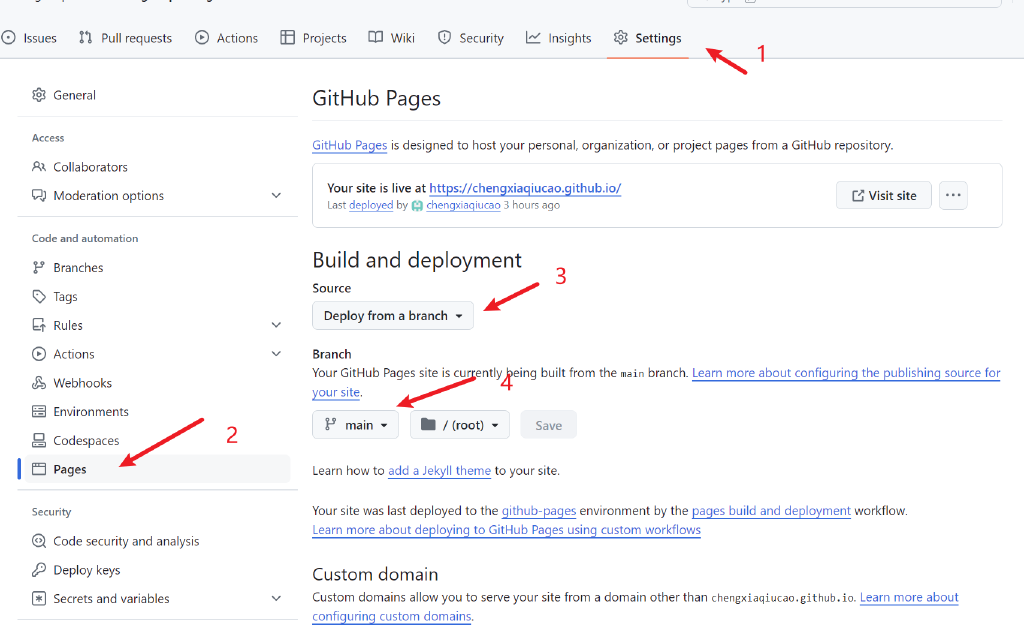 Issues Pull requests Actions Projects Wiki Security Insights Settings
1
General
Access
Collaborators
Moderation options
Code and automation
Branches
Tags
Rules
Actions
Webhooks
Environments
Codespaces
2
Pages
Security
Code security and analysis
Deploy keys
Secrets and variables
GitHub Pages
GitHub Pages is designed to host your personal, organization, or project pages from a GitHub repository.
Your site is live at https://chengxiaqiucao.github.io/
Last deployed by chengxiaqiucao 3 hours ago
Visit site
Build and deployment
3
Source
Deploy from a branch
Branch
Your GitHub Pages site is currently being built from the main branch. Learn more about configuring the publishing source for
your site.
4
main / (root) Save
Learn how to add a Jekyll theme to your site.
Your site was last deployed to the github-pages environment by the pages build and deployment workflow.
Learn more about deploying to GitHub Pages using custom workflows
Custom domain
Custom domains allow you to serve your site from a domain other than chengxiaqiucao.github.io. Learn more about
configuring custom domains.